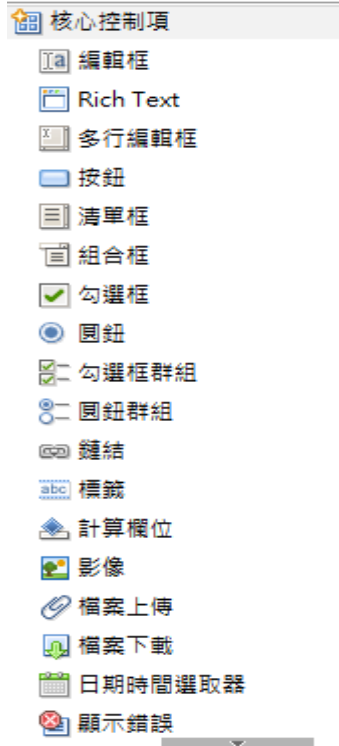 核心控制項
編輯框
Rich Text
多行編輯框
按鈕
清單框
組合框
勾選框
圓鈕
勾選框群組
圓鈕群組
鏈結
標籤
計算欄位
影像
檔案上傳
檔案下載
日期時間選取器
顯示錯誤